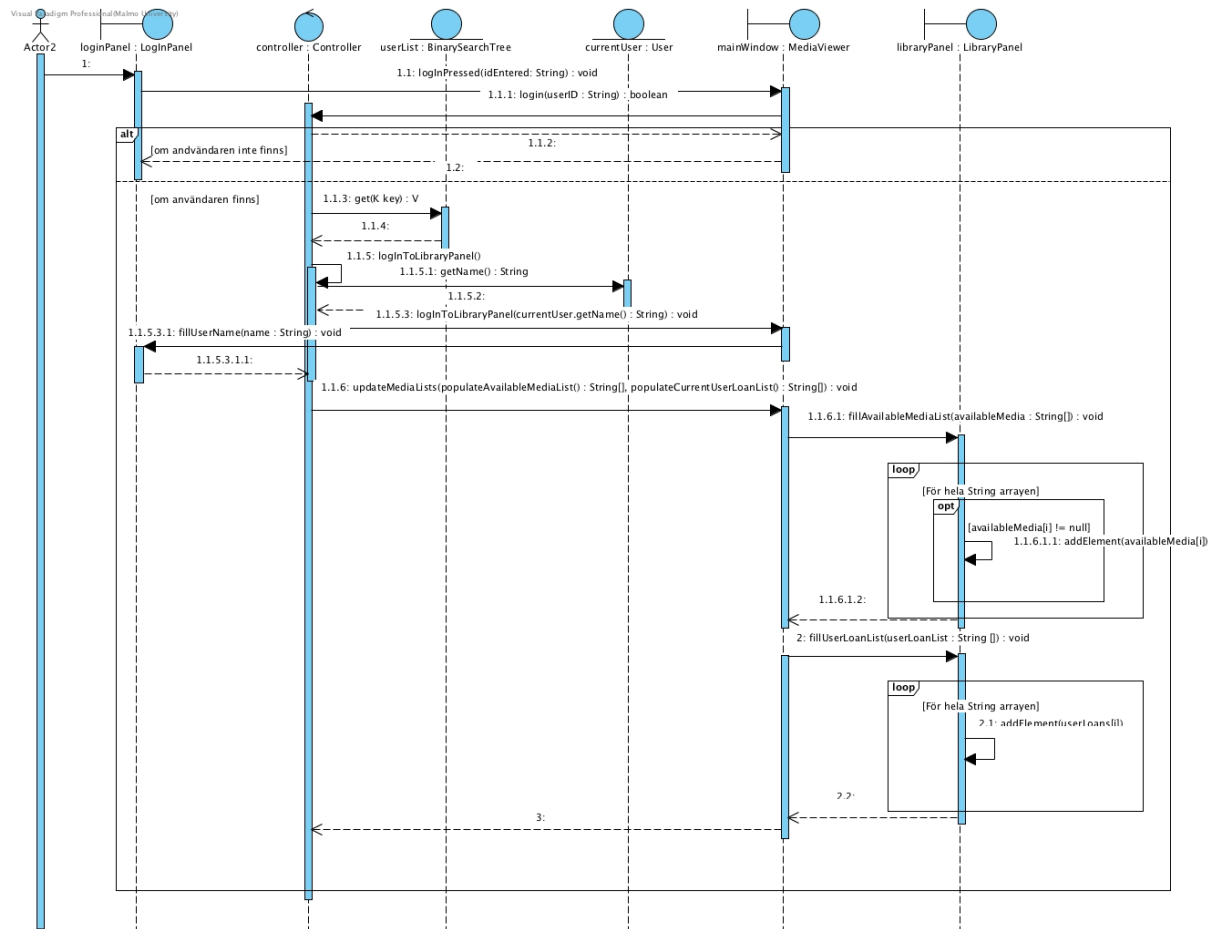 Visual Paradigm Professional(Malmo University)
Actor2
loginPanel : LogInPanel
controller : Controller
userList : BinarySearchTree
currentUser : User
mainWindow : MediaViewer
libraryPanel : LibraryPanel
1:
1.1: logInPressed(idEntered: String) : void
1.1.1: login(userID : String) : boolean
alt
1.1.2:
[om andvändaren inte finns]
1.2:
[om användaren finns]
1.1.3: get(K key) : V
1.1.4:
1.1.5: logInToLibraryPanel()
1.1.5.1: getName() : String
1.1.5.2:
1.1.5.3: logInToLibraryPanel(currentUser.getName() : String) : void
1.1.5.3.1: fillUserName(name : String) : void
1.1.5.3.1.1:
1.1.6: updateMediaLists(populateAvailableMediaList() : String[], populateCurrentUserLoanList() : String[]) : void
1.1.6.1: fillAvailableMediaList(availableMedia : String[]) : void
loop
[För hela String arrayen]
opt
[availableMedia[i] != null]
1.1.6.1.1: addElement(availableMedia[i])
1.1.6.1.2:
2: fillUserLoanList(userLoanList : String []) : void
loop
[För hela String arrayen]
2.1: addElement(userLoans[i])
2.2:
3: